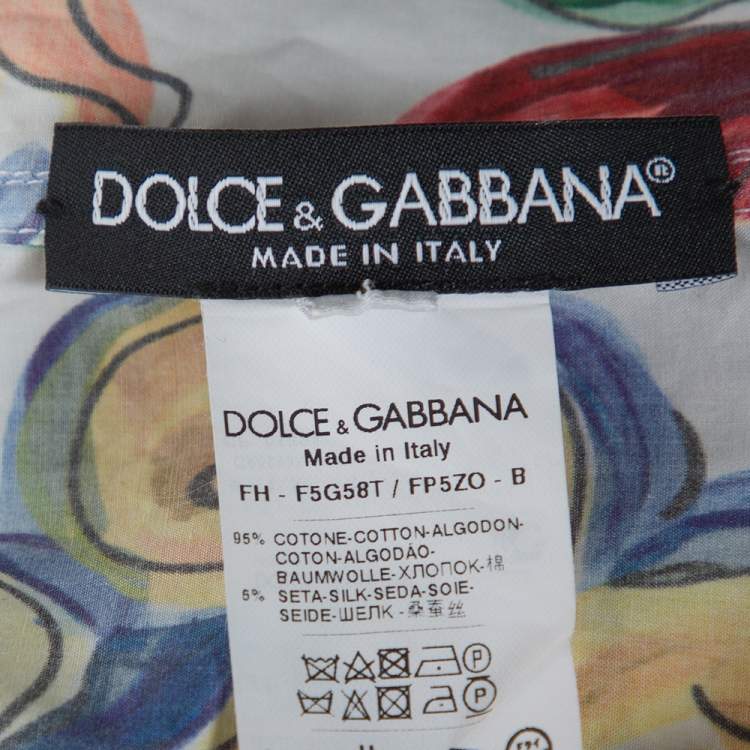 DOLCE & GABBANA®
MADE IN ITALY
DOLCE & GABBANA
Made in Italy
FH - F5G58T / FP5ZO - B
95% COTONE-COTTON-ALGODON-
COTON-ALGODÃO-
BAUMWOLLE-ХЛОПОК-棉
5% SETA-SILK-SEDA-SOIE-
SEIDE-ШЕЛК-桑蚕丝
P
P